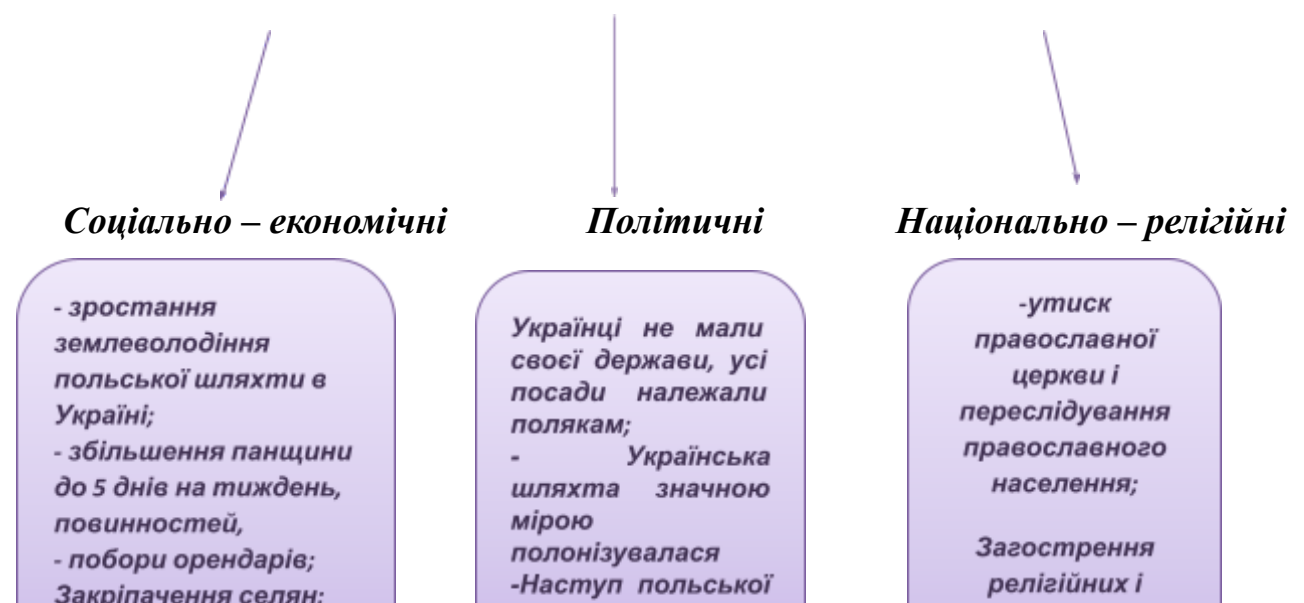 Соціально – економічні
Політичні
Національно – релігійні
- зростання
землеволодіння
польської шляхти в
Україні;
- збільшення панщини
до 5 днів на тиждень,
повинностей,
- побори орендарів;
Закріпачення селян;
Українці не мали
своєї держави, усі
посади належали
полякам;
- Українська
шляхта значною
мірою
полонізувалася
-Наступ польської
-утиск
православної
церкви і
переслідування
православного
населення;
Загострення
релігійних і